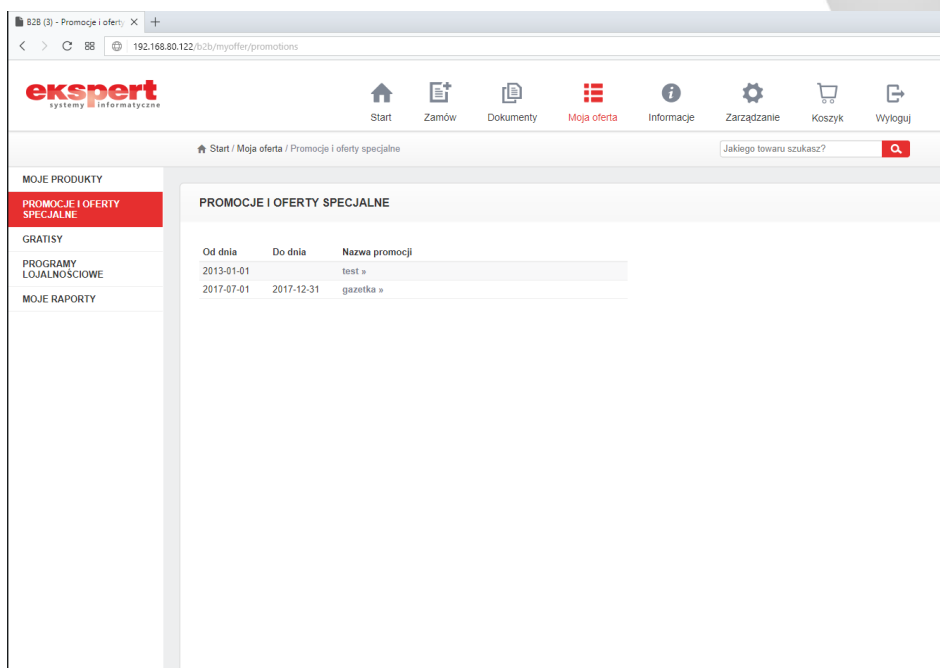 B2B (3) - Promocje i ofert
192.168.80.122/b2b/myoffer/promotions
ekspert
systemy informatyczne
Start
Zamów
Dokumenty
Moja oferta
Informacje
Zarządzanie
Koszyk
Wyloguj
Start / Moja oferta / Promocje i oferty specjalne
Jakiego towaru szukasz?
MOJE PRODUKTY
PROMOCJE I OFERTY
SPECJALNE
GRATISY
PROGRAMY
LOJALNOŚCIOWE
MOJE RAPORTY
PROMOCJE I OFERTY SPECJALNE
Od dnia Do dnia Nazwa promocji
2013-01-01 test »
2017-07-01 2017-12-31 gazetka »